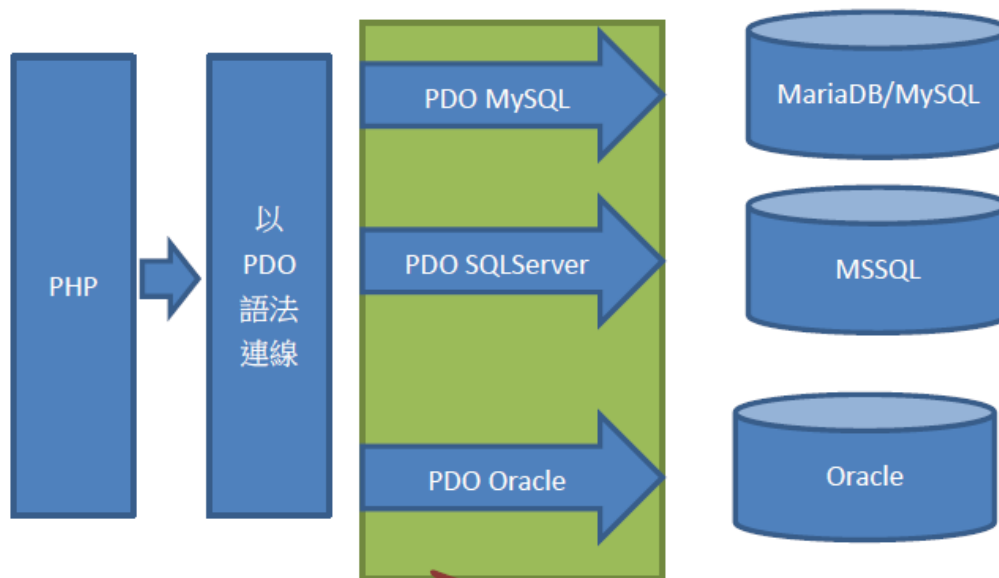 PHP
以
PDO
語法
連線
PDO MySQL
PDO SQLServer
PDO Oracle
MariaDB/MySQL
MSSQL
Oracle